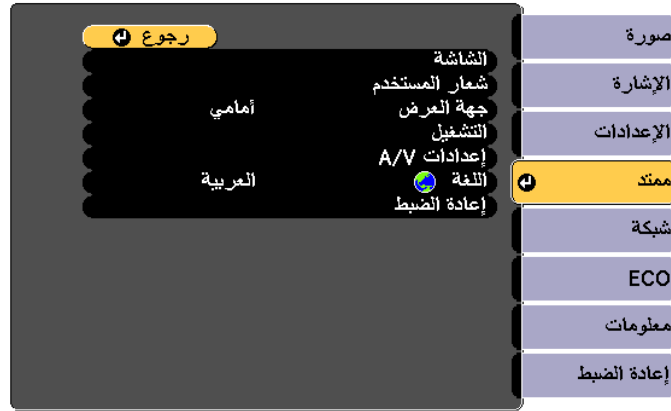 صورة
الإشارة
الإعدادات
ممتد
شبكة
ECO
معلومات
إعادة الضبط
رجوع
الشاشة
شعار المستخدم
جهة العرض أمامي
التشغيل
إعدادات A/V
اللغة العربية
إعادة الضبط